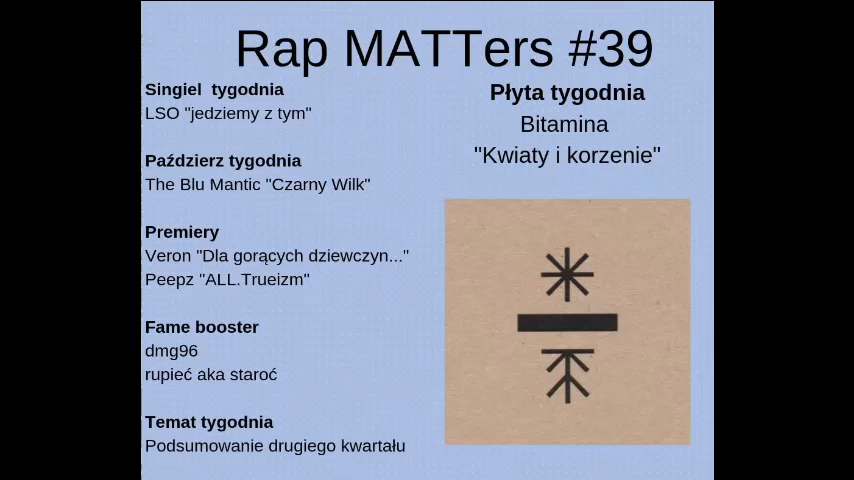 Rap MATTers #39
Singiel  tygodnia
LSO "jedziemy z tym"
Paździerz tygodnia
The Blu Mantic "Czarny Wilk"
Premiery
Veron "Dla gorących dziewczyn..."
Peepz "ALL.Trueizm"
Fame booster
dmg96
rupieć aka staroć
Temat tygodnia
Podsumowanie drugiego kwartału
Płyta tygodnia
Bitamina
"Kwiaty i korzenie"